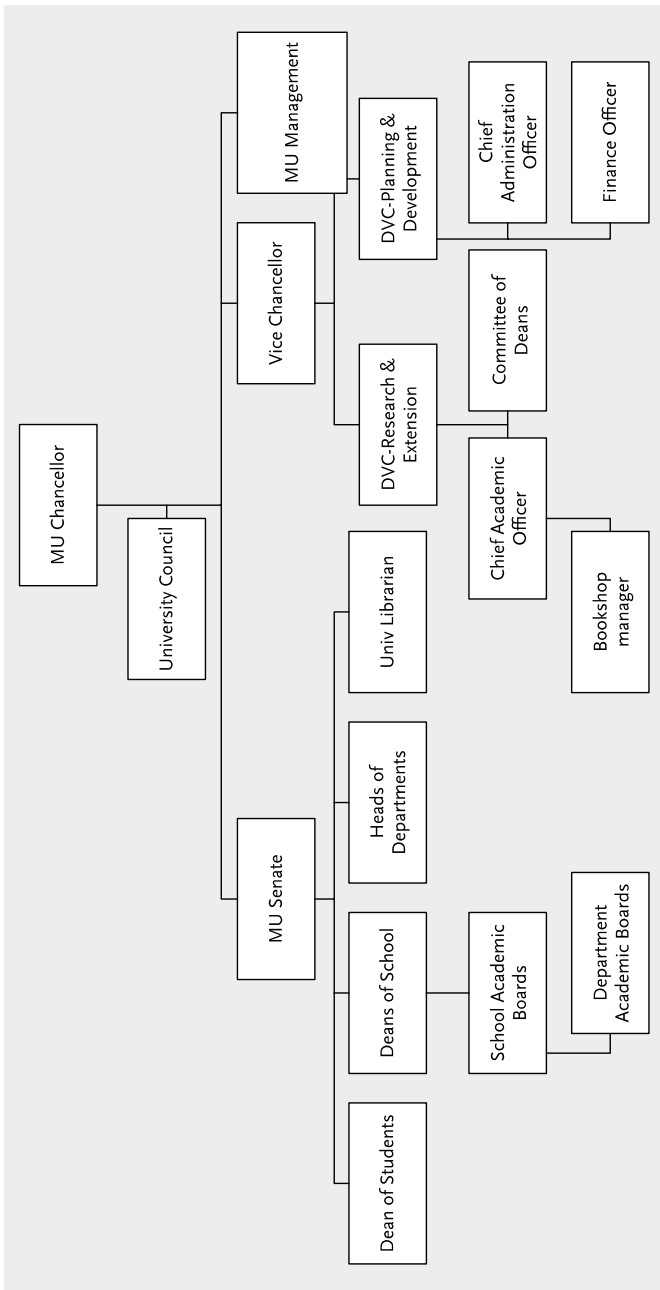 MU Chancellor
University Council
MU Senate
Vice Chancellor
MU Management
Dean of Students
Deans of School
Heads of
Departments
Univ Librarian
DVC-Research &
Extension
DVC-Planning &
Development
School Academic
Boards
Chief Academic
Officer
Committee of
Deans
Chief
Administration
Officer
Department
Academic Boards
Bookshop
manager
Finance Officer